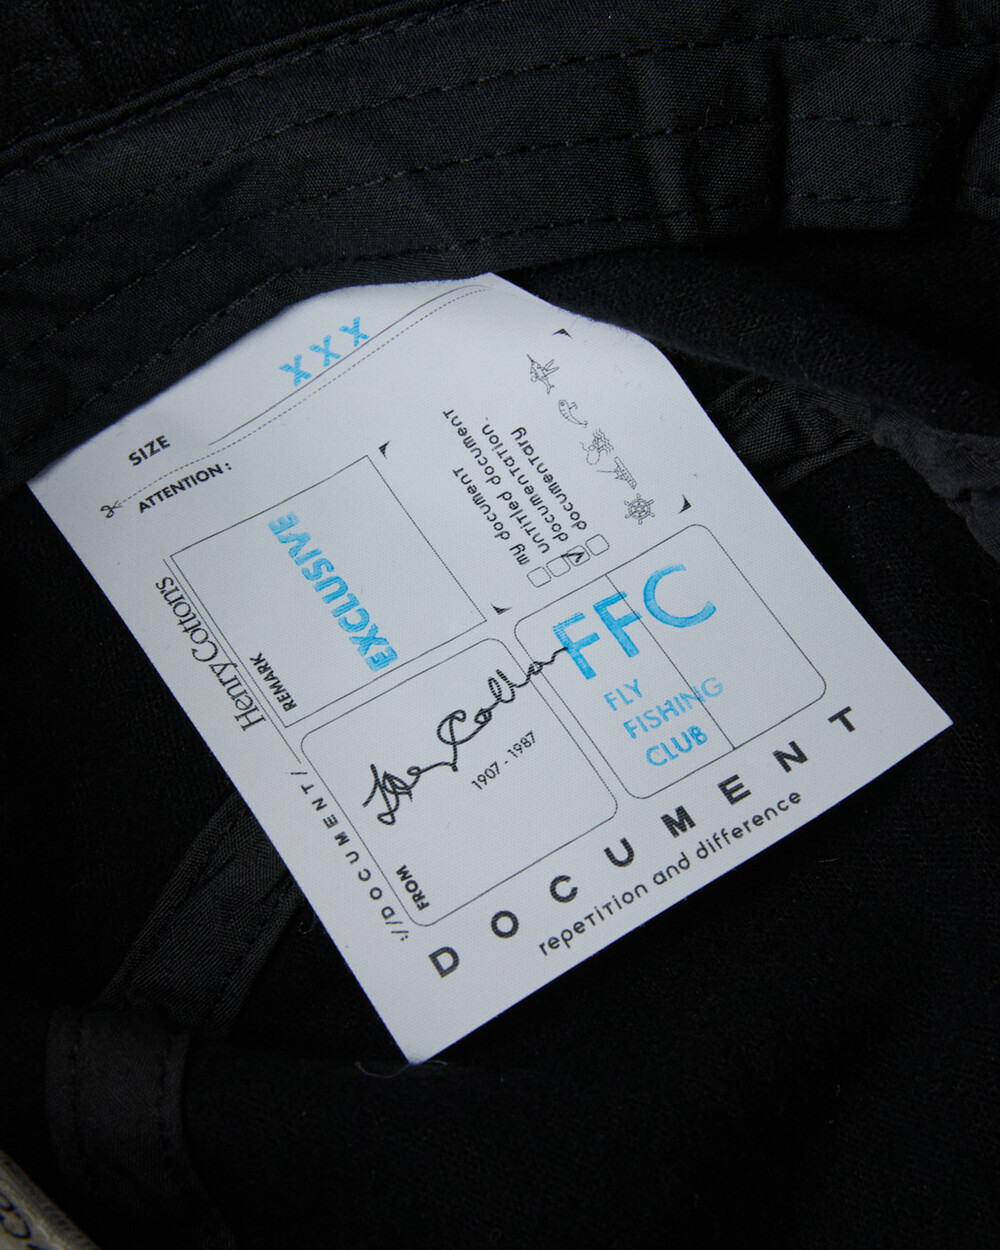 XXX
SIZE
ATTENTION :
my document
untitled document
documentation.
documentary
EXCLUSIVE
REMARK
HenryCottons
FFC
FLY
FISHING
CLUB
1907 - 1987
FROM
://DOCUMENT/
DOCUMENT
repetition and difference